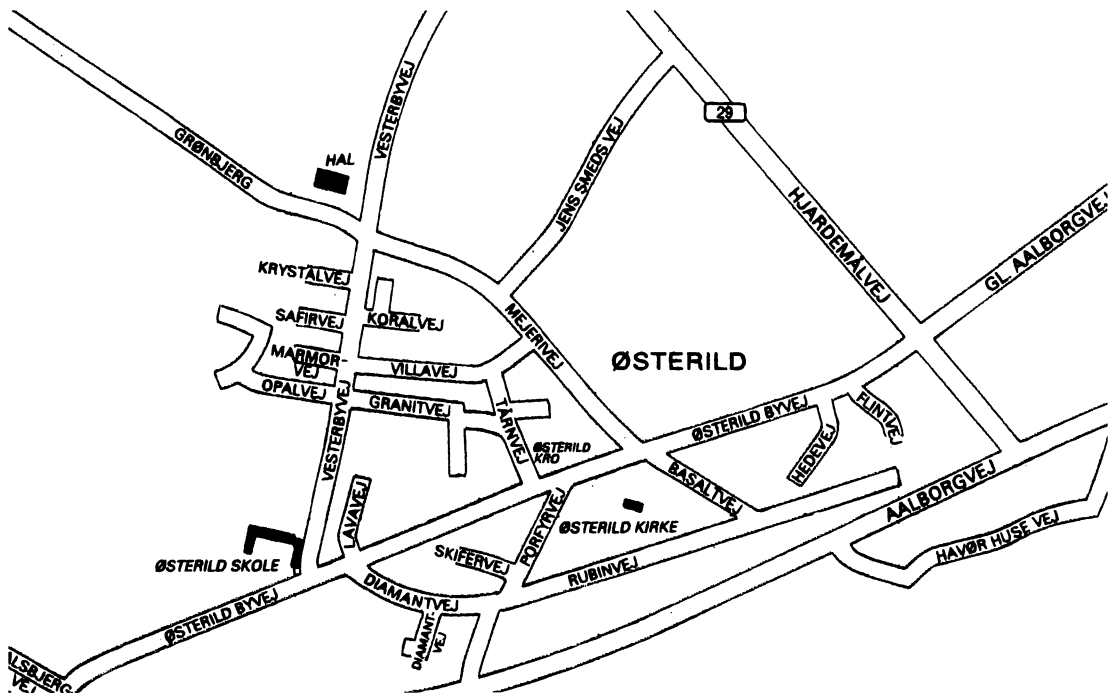 VESTERBYVEJ
GRØNBJERG
HAL
29
JENS SMEDS VEJ
HJARDEMÅLVEJ
GL. AALBORGVEJ
KRYSTALVEJ
SAFIRVEJ
KORALVEJ
MEJERIVEJ
MARMOR-
VEJ
VILLAVEJ
ØSTERILD
OPALVEJ
GRANITVEJ
TÅRNVEJ
ØSTERILD BYVEJ
FLINTVEJ
HEDEVEJ
VESTERBYVEJ
ØSTERILD
KRO
BASALTVEJ
AALBORGVEJ
LAVAVEJ
PORFYRVEJ
ØSTERILD KIRKE
HAVØR HUSE VEJ
ØSTERILD SKOLE
SKIFERVEJ
RUBINVEJ
DIAMANTVEJ
ØSTERILD BYVEJ
DIAMANT-
VEJ
ALSBJERG
VEJ